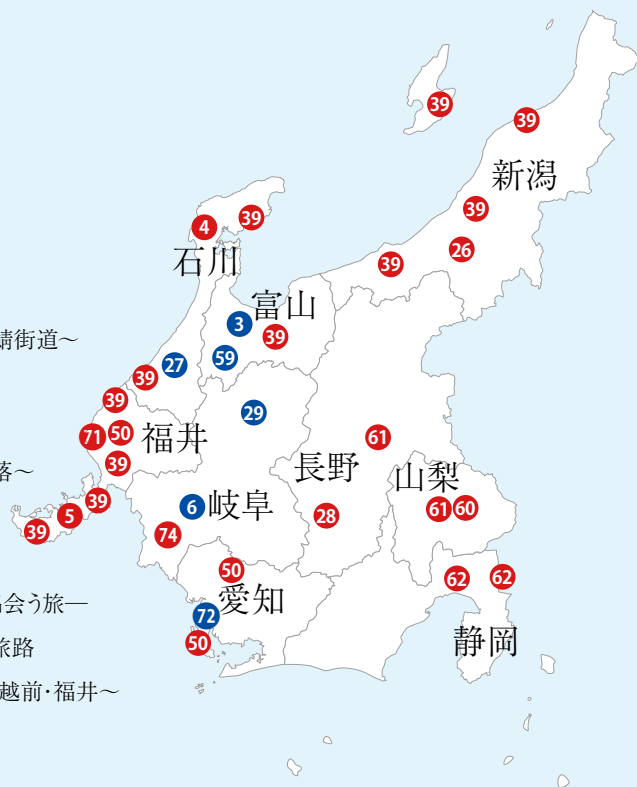 39
39
新潟
39
4
39
26
石川
39
富山
3
39
鯖街道～
59
27
39
39
29
71
50
福井
61
39
長野
山梨
落～
39
5
39
6
岐阜
28
61
60
74
50
62
62
出会う旅―
愛知
72
旅路
50
静岡
越前・福井～